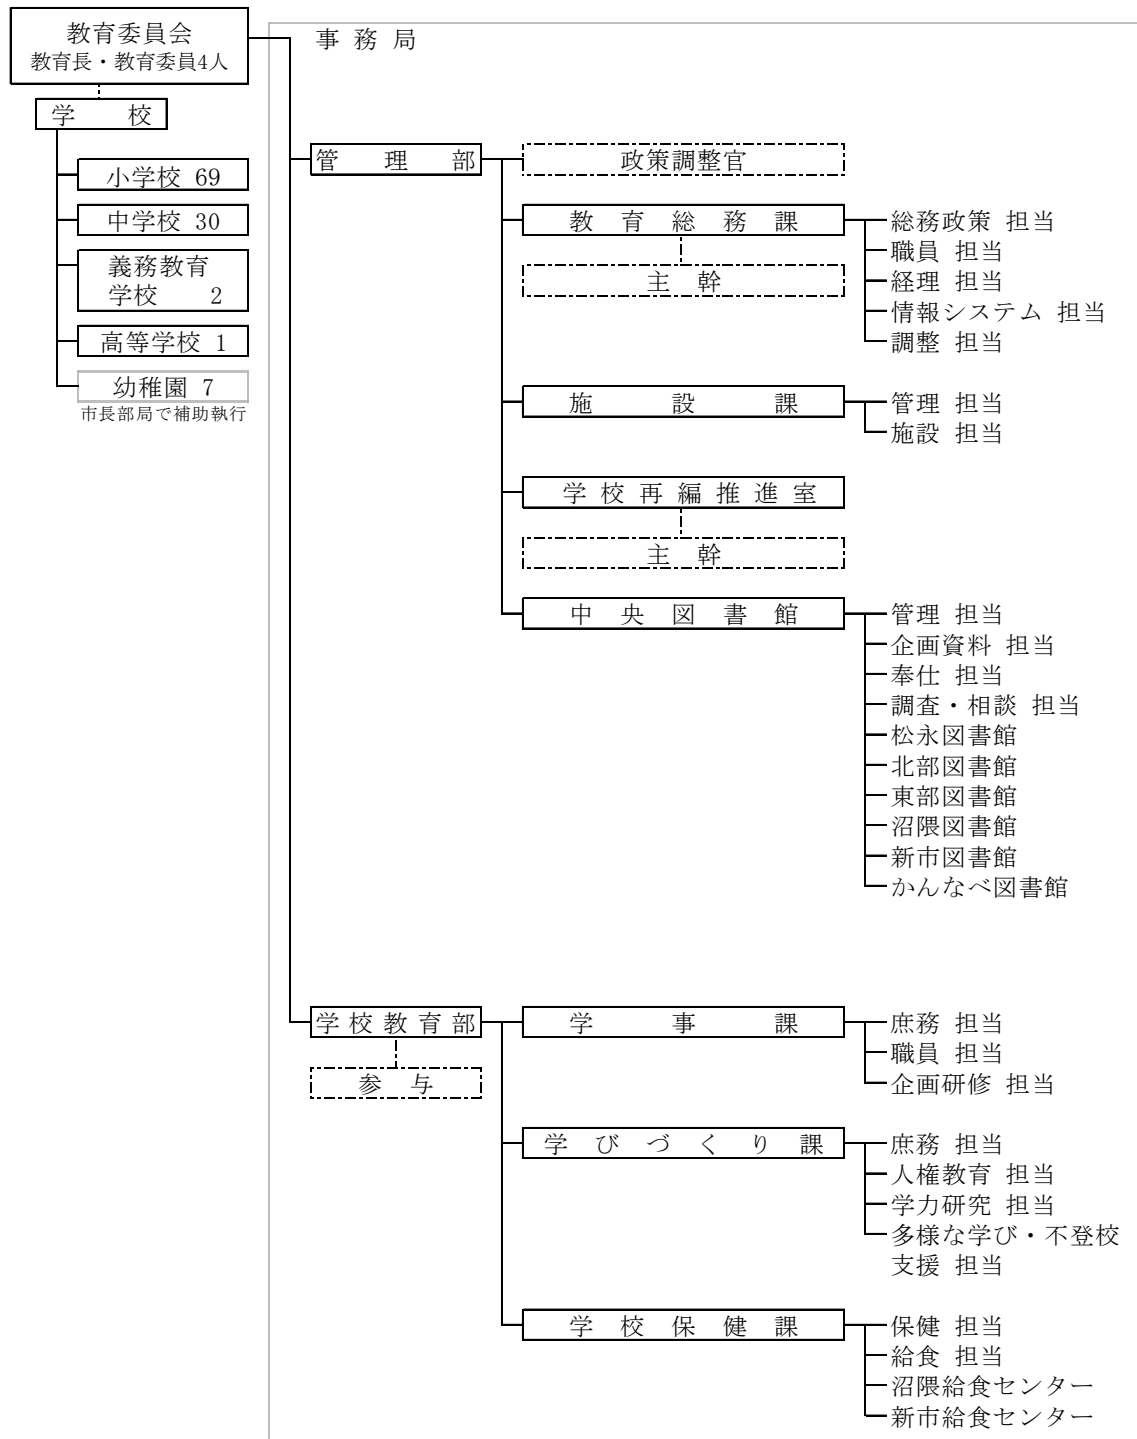 教育委員会
教育長・教育委員4人
学校
小学校 69
中学校 30
義務教育
学校 2
高等学校 1
幼稚園 7
市長部局で補助執行
事務局
管理部
政策調整官
教育総務課
主幹
総務政策 担当
職員 担当
経理 担当
情報システム 担当
調整 担当
施設課
管理 担当
施設 担当
学校再編推進室
主幹
中央図書館
管理 担当
企画資料 担当
奉仕 担当
調査・相談 担当
松永図書館
北部図書館
東部図書館
沼隈図書館
新市図書館
かんなべ図書館
学校教育部
参与
学事課
庶務 担当
職員 担当
企画研修 担当
学びづくり課
庶務 担当
人権教育 担当
学力研究 担当
多様な学び・不登校
支援 担当
学校保健課
保健 担当
給食 担当
沼隈給食センター
新市給食センター